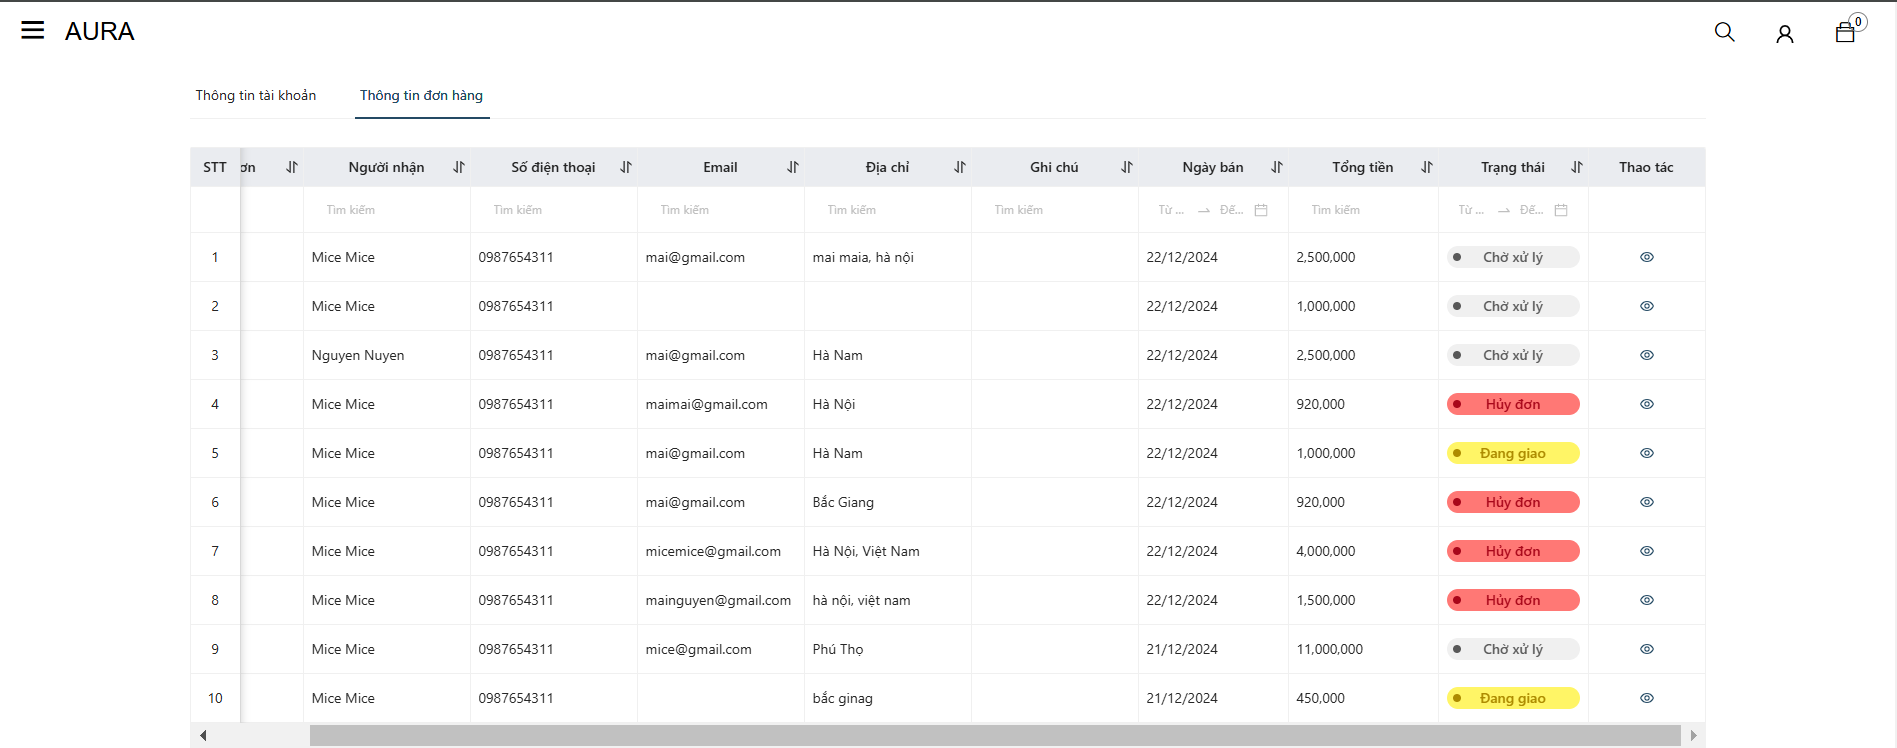 AURA
0
Thông tin tài khoản Thông tin đơn hàng
STT ơn Người nhận Số điện thoại Email Địa chỉ Ghi chú Ngày bán Tổng tiền Trạng thái Thao tác
Tìm kiếm Tìm kiếm Tìm kiếm Tìm kiếm Tìm kiếm Từ ... Đế... Tìm kiếm Từ ... Đế...
1 Mice Mice 0987654311 mai@gmail.com mai maia, hà nội 22/12/2024 2,500,000 Chờ xử lý
2 Mice Mice 0987654311 22/12/2024 1,000,000 Chờ xử lý
3 Nguyen Nuyen 0987654311 mai@gmail.com Hà Nam 22/12/2024 2,500,000 Chờ xử lý
4 Mice Mice 0987654311 maimai@gmail.com Hà Nội 22/12/2024 920,000 Hủy đơn
5 Mice Mice 0987654311 mai@gmail.com Hà Nam 22/12/2024 1,000,000 Đang giao
6 Mice Mice 0987654311 mai@gmail.com Bắc Giang 22/12/2024 920,000 Hủy đơn
7 Mice Mice 0987654311 micemice@gmail.com Hà Nội, Việt Nam 22/12/2024 4,000,000 Hủy đơn
8 Mice Mice 0987654311 mainguyen@gmail.com hà nội, việt nam 22/12/2024 1,500,000 Hủy đơn
9 Mice Mice 0987654311 mice@gmail.com Phú Thọ 21/12/2024 11,000,000 Chờ xử lý
10 Mice Mice 0987654311 bắc ginag 21/12/2024 450,000 Đang giao